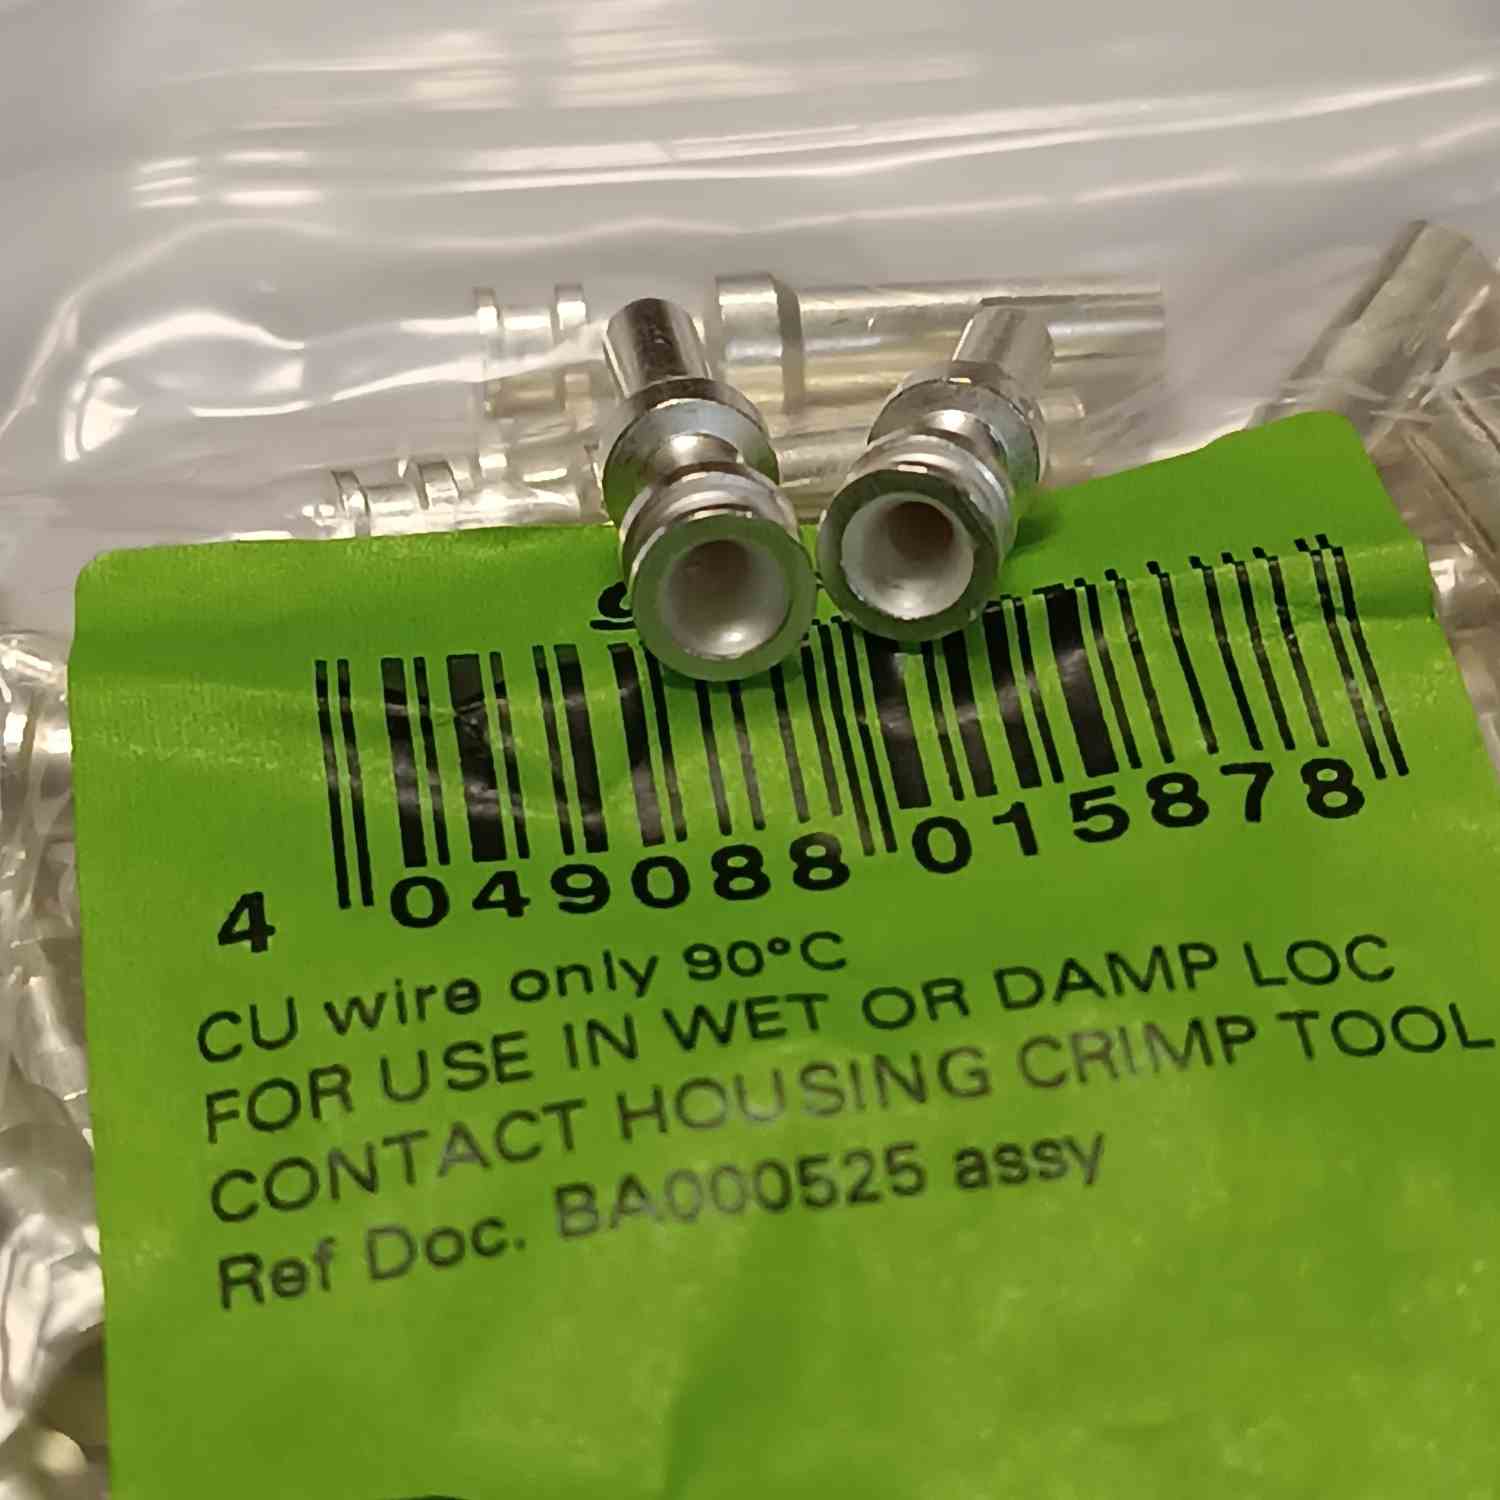 4 049088 015878
CU wire only 90°C
FOR USE IN WET OR DAMP LOC
CONTACT HOUSING CRIMP TOOL
Ref Doc. BA000525 assy